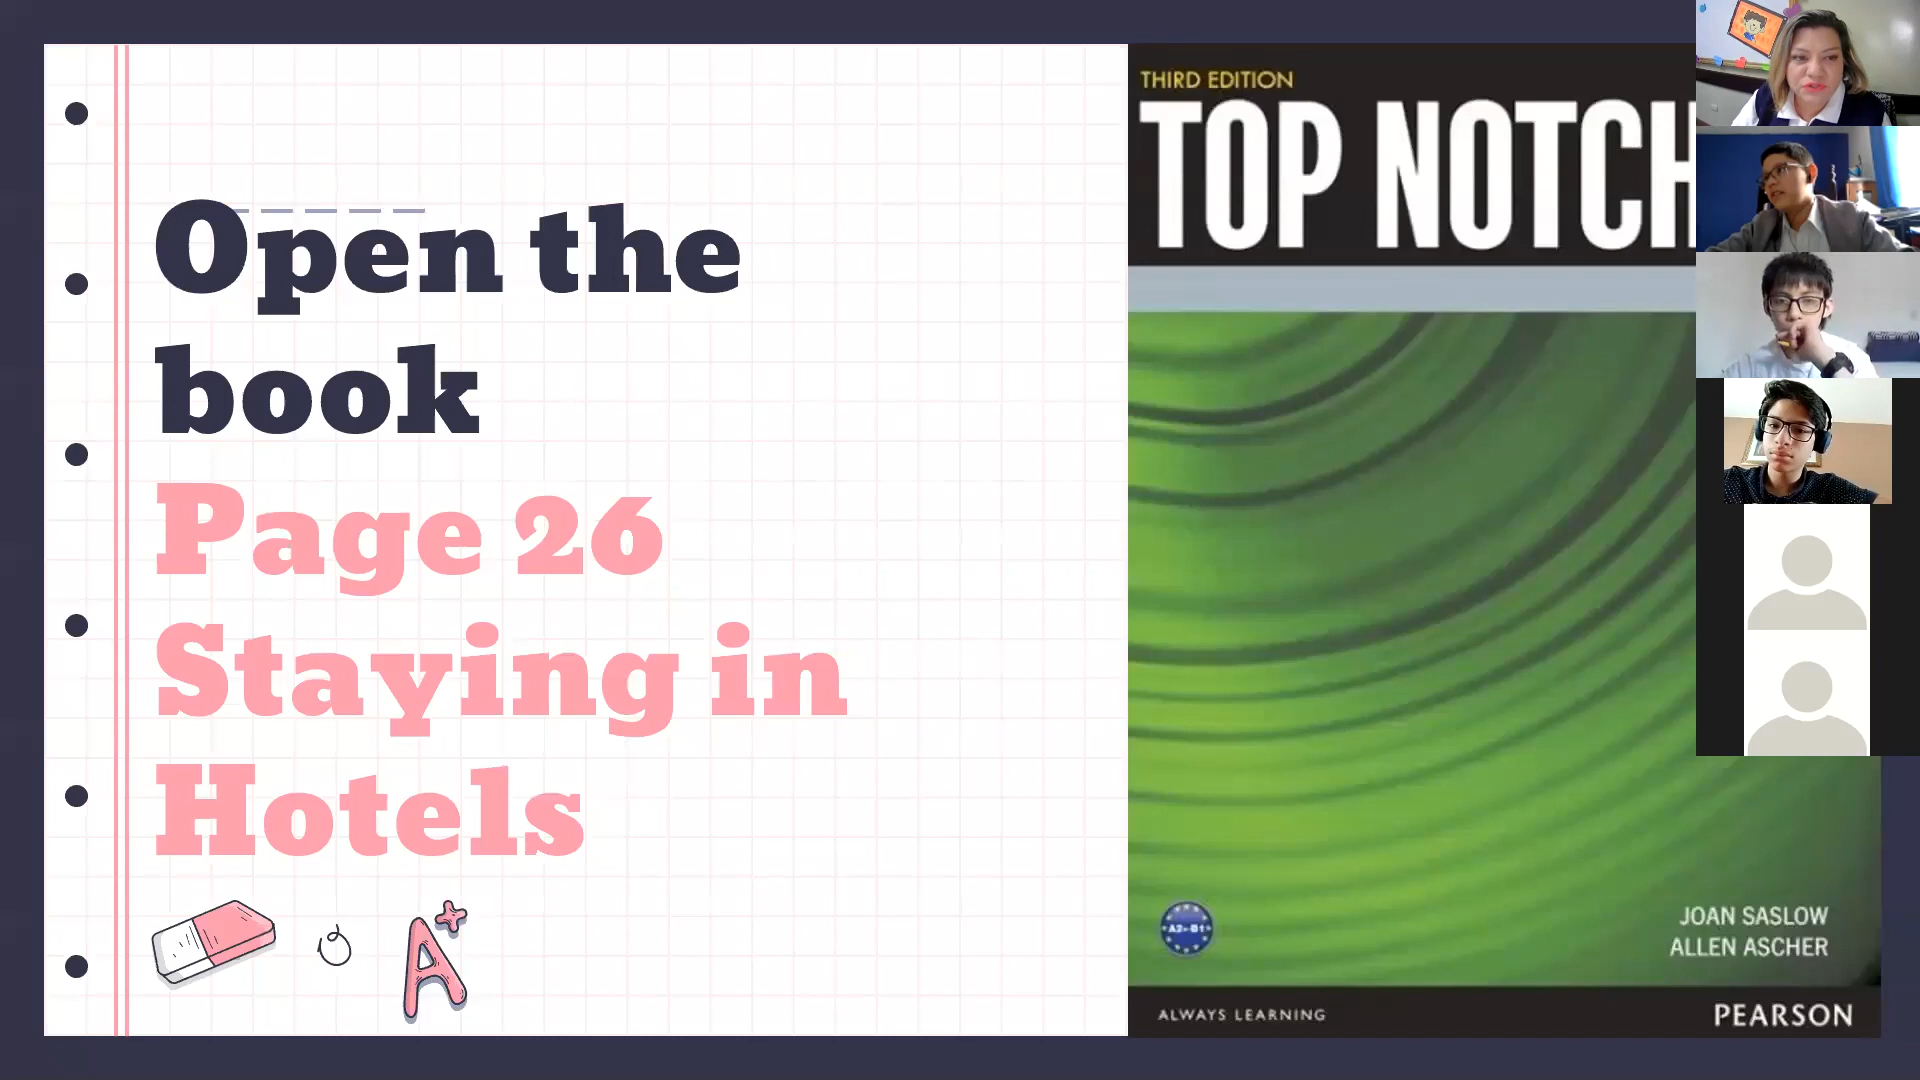 Open the
book
Page 26
Staying in
Hotels
A+
THIRD EDITION
TOP NOTCH
A2-B1
JOAN SASLOW
ALLEN ASCHER
ALWAYS LEARNING
PEARSON